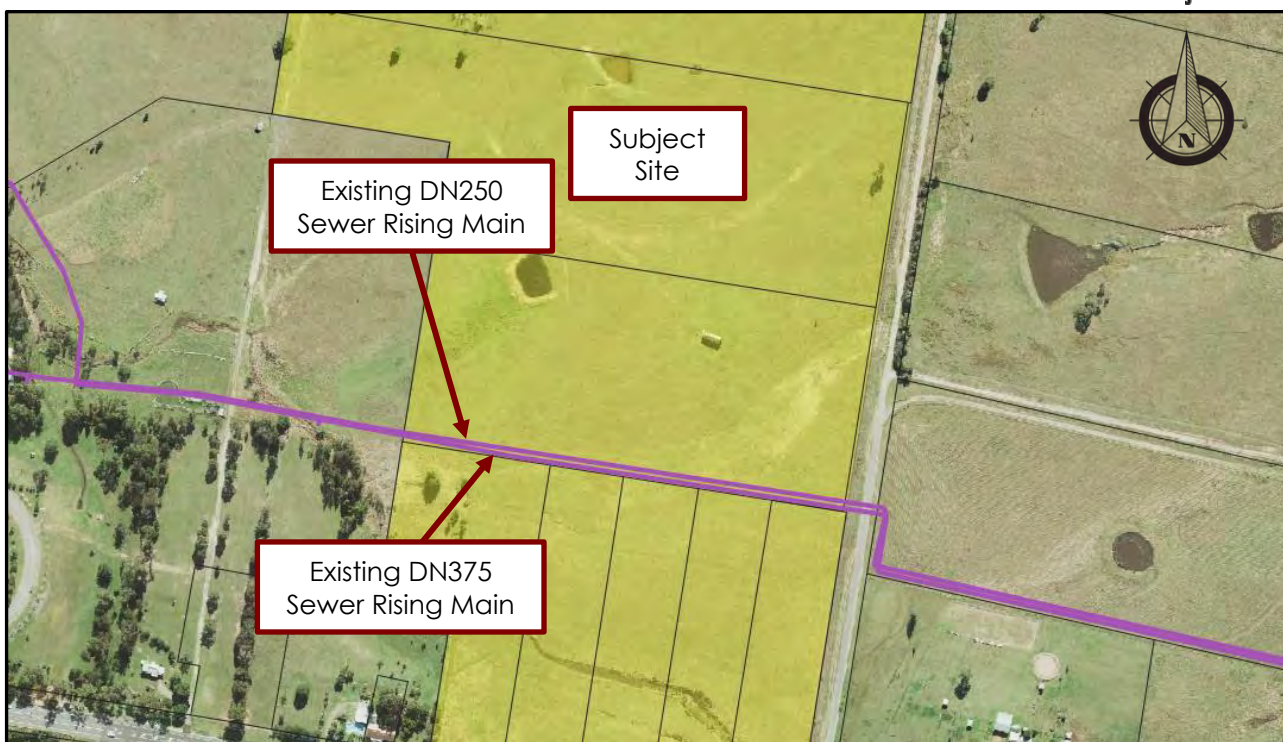 Subject
Site
Existing DN250
Sewer Rising Main
N
Existing DN375
Sewer Rising Main